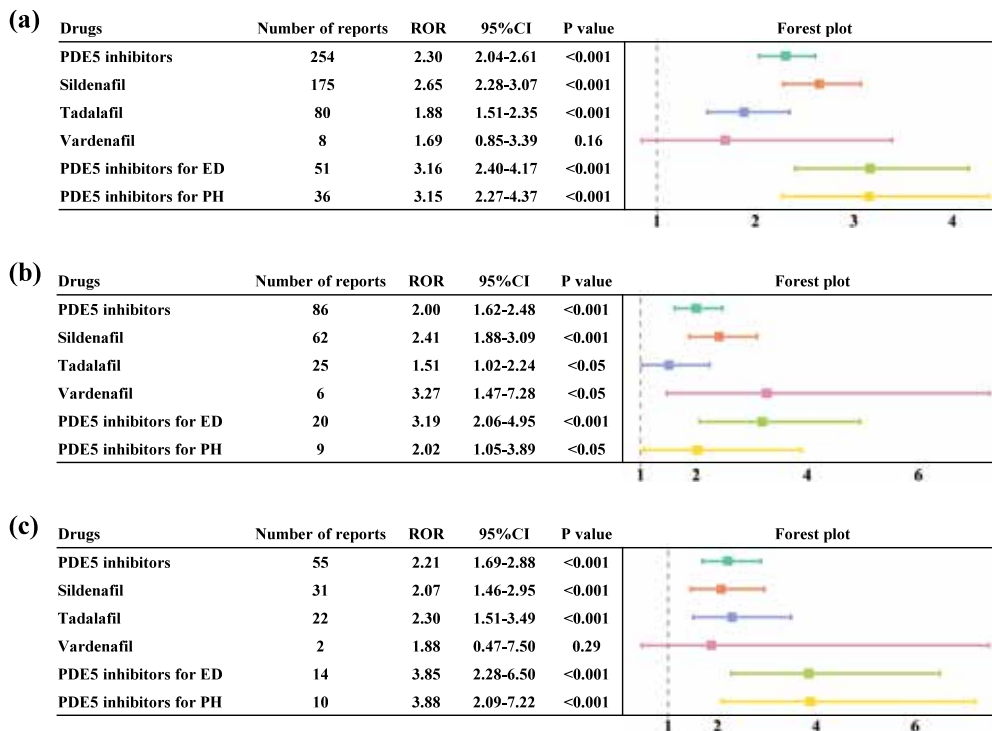 (a)
Drugs Number of reports ROR 95%CI P value Forest plot
PDE5 inhibitors 254 2.30 2.04-2.61 <0.001
Sildenafil 175 2.65 2.28-3.07 <0.001
Tadalafil 80 1.88 1.51-2.35 <0.001
Vardenafil 8 1.69 0.85-3.39 0.16
PDE5 inhibitors for ED 51 3.16 2.40-4.17 <0.001
PDE5 inhibitors for PH 36 3.15 2.27-4.37 <0.001
1 2 3 4
(b)
Drugs Number of reports ROR 95%CI P value Forest plot
PDE5 inhibitors 86 2.00 1.62-2.48 <0.001
Sildenafil 62 2.41 1.88-3.09 <0.001
Tadalafil 25 1.51 1.02-2.24 <0.05
Vardenafil 6 3.27 1.47-7.28 <0.05
PDE5 inhibitors for ED 20 3.19 2.06-4.95 <0.001
PDE5 inhibitors for PH 9 2.02 1.05-3.89 <0.05
1 2 4 6
(c)
Drugs Number of reports ROR 95%CI P value Forest plot
PDE5 inhibitors 55 2.21 1.69-2.88 <0.001
Sildenafil 31 2.07 1.46-2.95 <0.001
Tadalafil 22 2.30 1.51-3.49 <0.001
Vardenafil 2 1.88 0.47-7.50 0.29
PDE5 inhibitors for ED 14 3.85 2.28-6.50 <0.001
PDE5 inhibitors for PH 10 3.88 2.09-7.22 <0.001
1 2 4 6